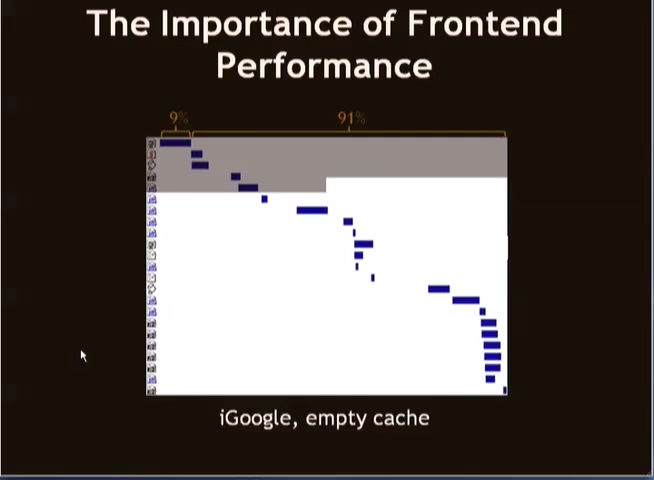 The Importance of Frontend
Performance
9% 91%
iGoogle, empty cache